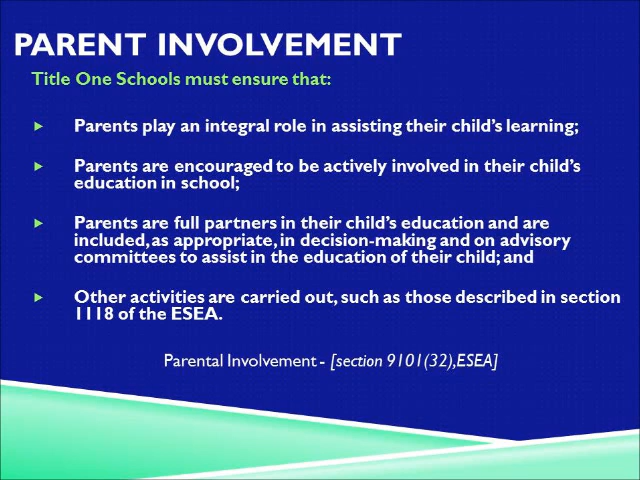 PARENT INVOLVEMENT
Title One Schools must ensure that:
Parents play an integral role in assisting their child's learning;
Parents are encouraged to be actively involved in their child's
education in school;
Parents are full partners in their child's education and are
included, as appropriate, in decision-making and on advisory
committees to assist in the education of their child; and
Other activities are carried out, such as those described in section
1118 of the ESEA.
Parental Involvement - [section 9101(32),ESEA]